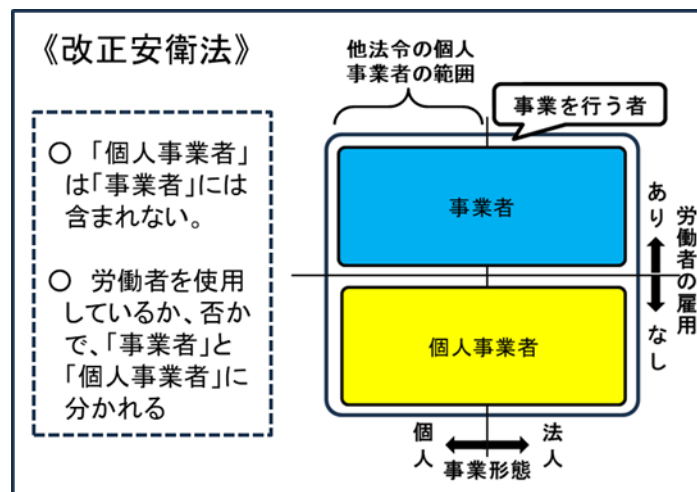 《改正安衛法》
他法令の個人
事業者の範囲
事業を行う者
○ 「個人事業者」
は「事業者」には
含まれない。
○ 労働者を使用
しているか、否か
で、「事業者」と
「個人事業者」に
分かれる
事業者
個人事業者
あり
なし
労働者の雇用
個人
法人
事業形態